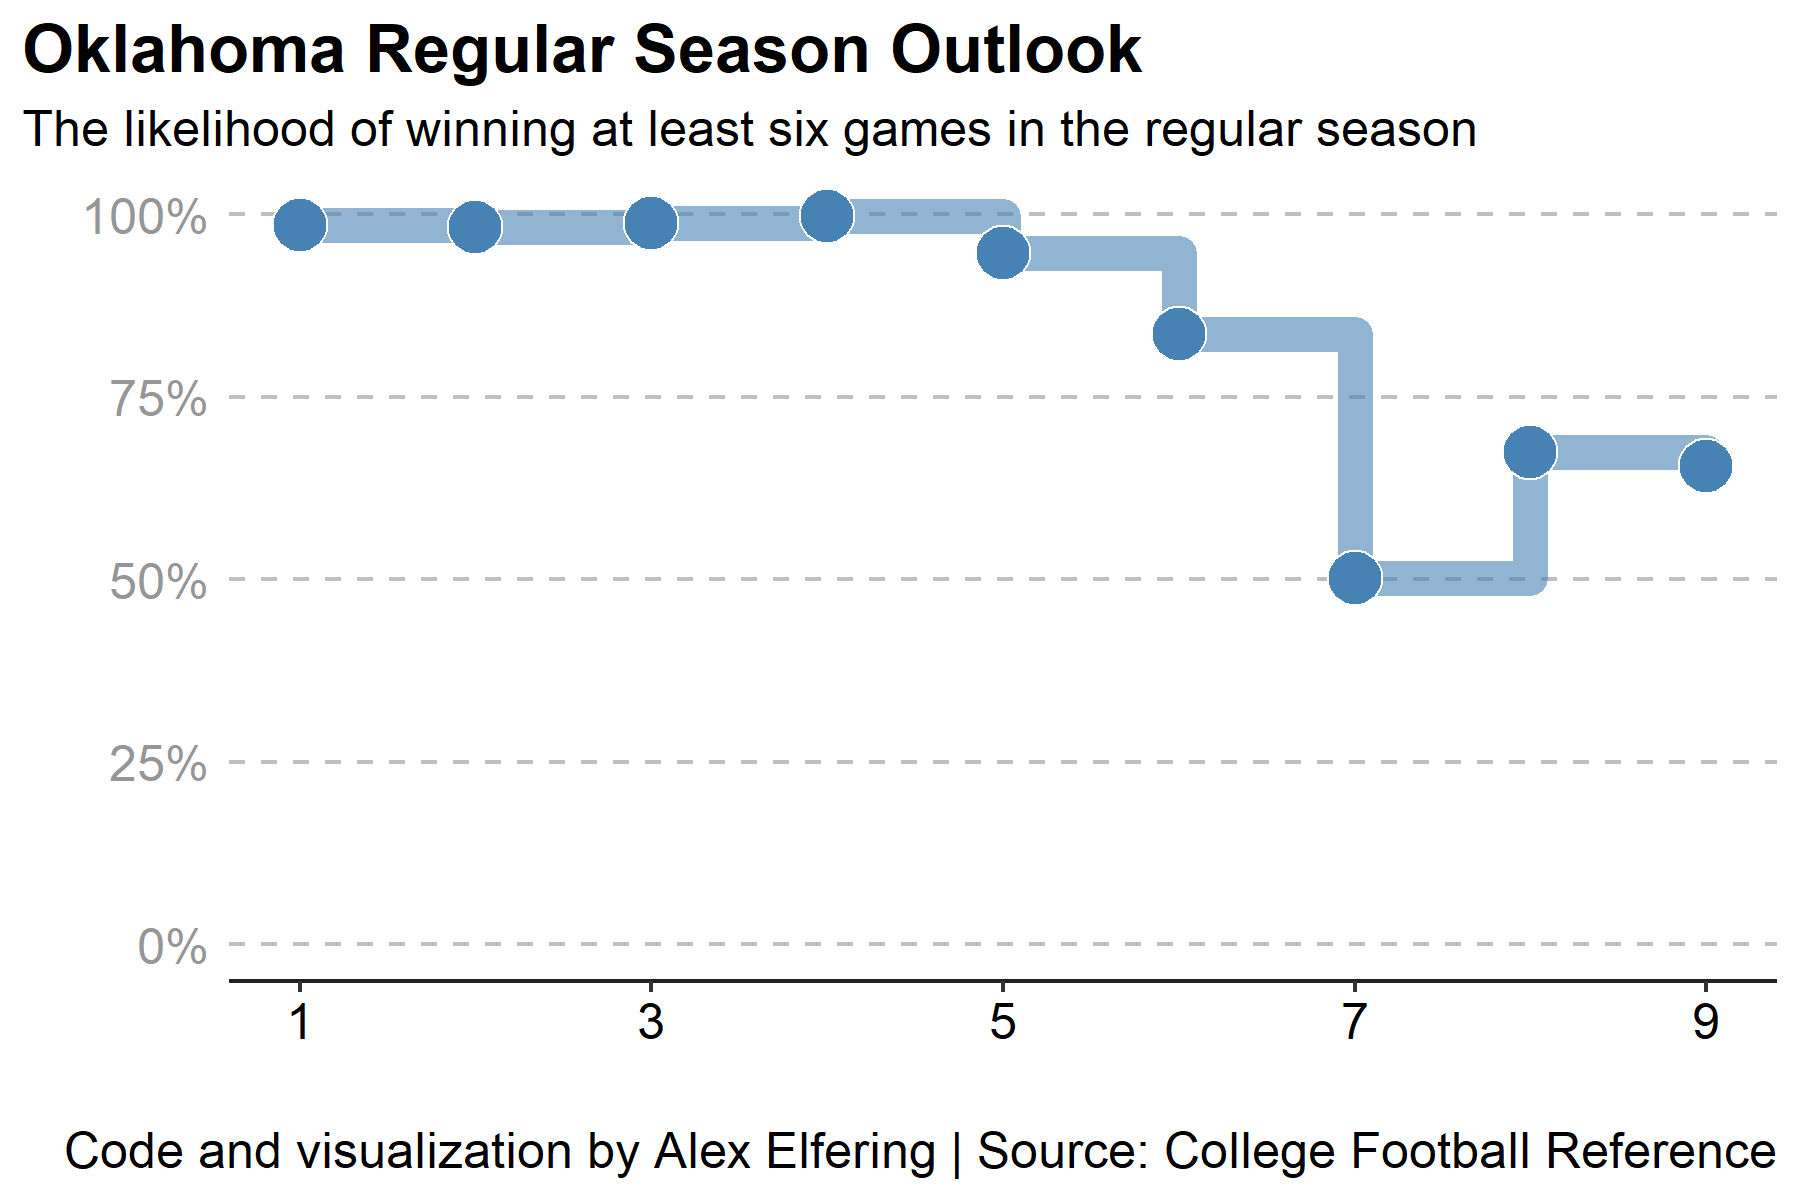 Oklahoma Regular Season Outlook
The likelihood of winning at least six games in the regular season
100%
75%
50%
25%
0%
1 3 5 7 9
Code and visualization by Alex Elfering | Source: College Football Reference